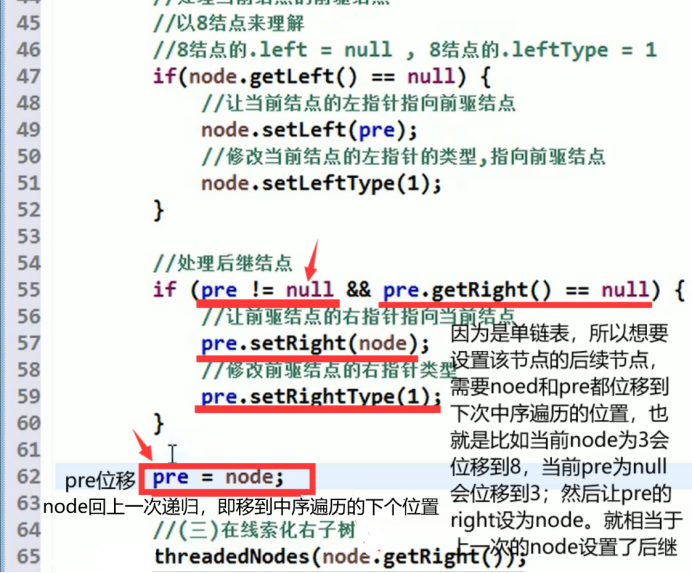 //处理当前结点的前驱结点
45 //以8结点来理解
46 //8结点的.left = null , 8结点的.leftType = 1
47 if(node.getLeft() == null) {
48 //让当前结点的左指针指向前驱结点
49 node.setLeft(pre);
50 //修改当前结点的左指针的类型,指向前驱结点
51 node.setLeftType(1);
52 }
53
54 //处理后继结点
55 if (pre != null && pre.getRight() == null) {
56 //让前驱结点的右指针指向当前结点
57 pre.setRight(node);
58 //修改前驱结点的右指针类型
59 pre.setRightType(1);
60 }
61
62 pre位移 pre = node;
63 node回上一次递归，即移到中序遍历的下个位置
64 //(三)在线索化右子树
65 threadedNodes(node.getRight());
因为是单链表，所以想要
设置该节点的后续节点，
需要noed和pre都位移到
下次中序遍历的位置，也
就是比如当前node为3会
位移到8，当前pre为null
会位移到3；然后让pre的
right设为node。就相当于
上一次的node设置了后继